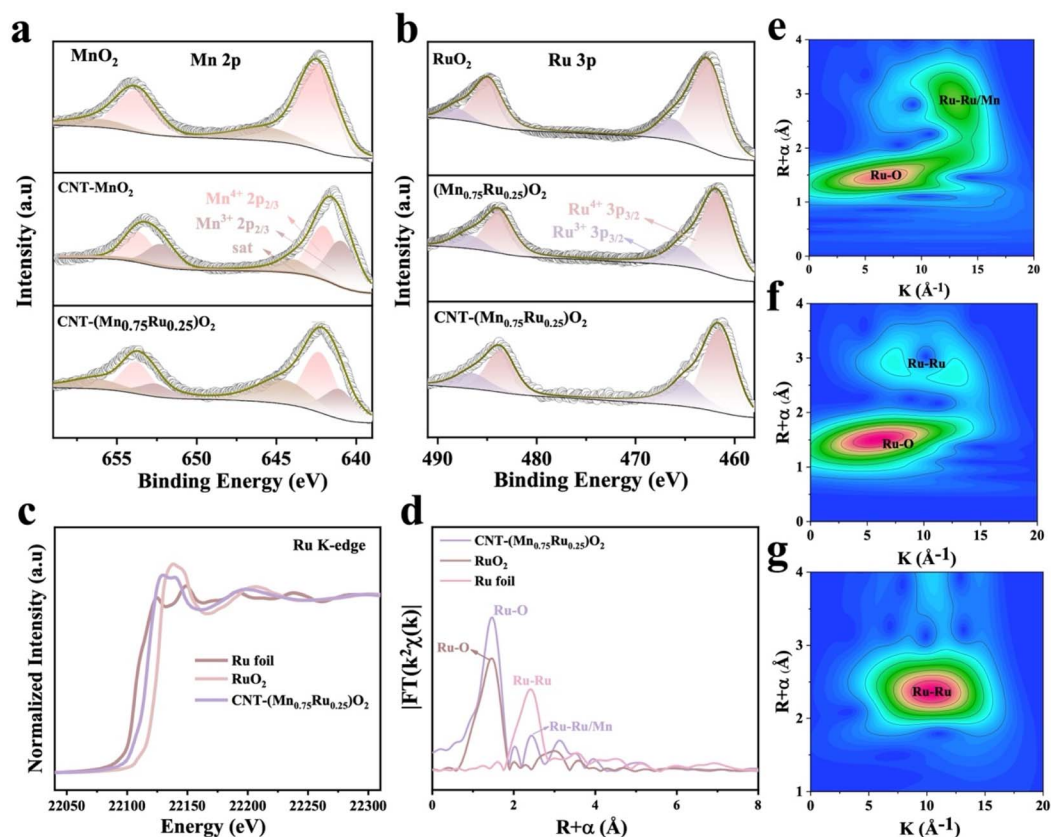 a
MnO₂
Mn 2p
CNT-MnO₂
Mn⁴⁺ 2p₂/₃
Mn³⁺ 2p₂/₃
sat
CNT-(Mn₀.₇₅Ru₀.₂₅)O₂
Intensity (a.u)
655 650 645 640
Binding Energy (eV)
b
RuO₂
Ru 3p
(Mn₀.₇₅Ru₀.₂₅)O₂
Ru⁴⁺ 3p₃/₂
Ru³⁺ 3p₃/₂
CNT-(Mn₀.₇₅Ru₀.₂₅)O₂
Intensity (a.u)
490 480 470 460
Binding Energy (eV)
c
Ru K-edge
Ru foil
RuO₂
CNT-(Mn₀.₇₅Ru₀.₂₅)O₂
Normalized Intensity (a.u)
22050 22100 22150 22200 22250 22300
Energy (eV)
d
CNT-(Mn₀.₇₅Ru₀.₂₅)O₂
RuO₂
Ru foil
Ru-O
Ru-O
Ru-Ru
Ru-Ru/Mn
|FT(k²χ(k)|
0 2 4 6 8
R+α (Å)
e
4
3
2
1
0
Ru-Ru/Mn
Ru-O
R+α (Å)
0 5 10 15 20
K (Å⁻¹)
f
4
3
2
1
0
Ru-Ru
Ru-O
R+α (Å)
0 5 10 15 20
K (Å⁻¹)
g
4
3
2
1
0
Ru-Ru
R+α (Å)
0 5 10 15 20
K (Å⁻¹)